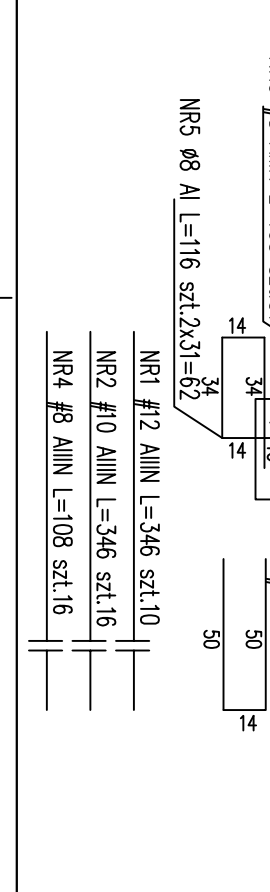 NR5 ø8 AI L=116 szt.2x31=62
14
34
34
14
50
50
14
NR1 #12 AIIIN L=346 szt.10
NR2 #10 AIIIN L=346 szt.16
NR4 #8 AIIIN L=108 szt.16